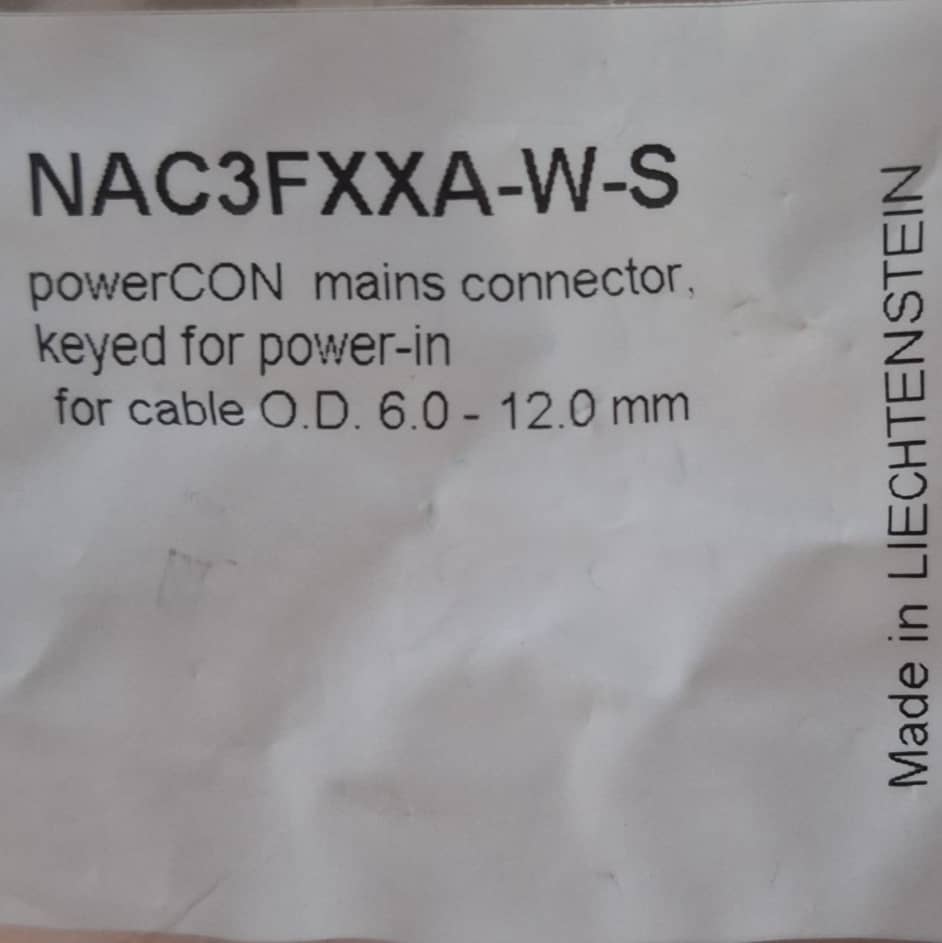 NAC3FXXA-W-S
powerCON mains connector,
keyed for power-in
for cable O.D. 6.0 - 12.0 mm
Made in LIECHTENSTEIN